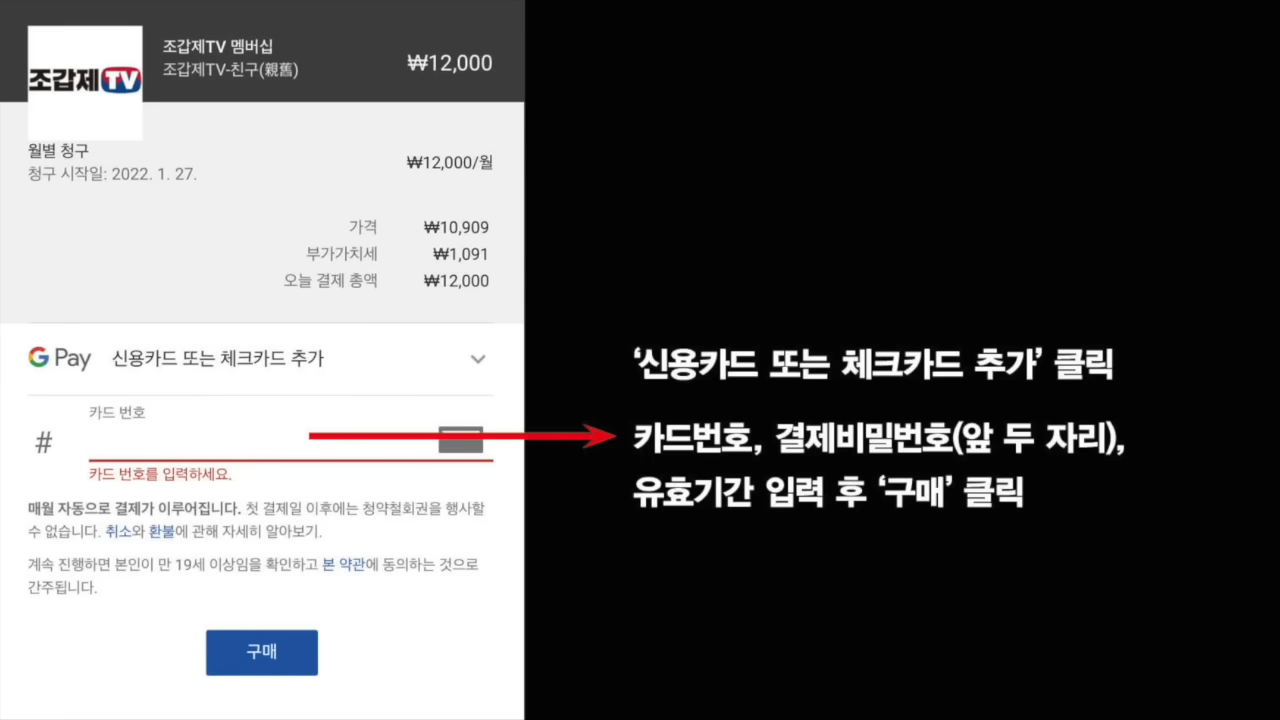 조갑제TV
조갑제TV 멤버십
조갑제TV-친구(親舊)
₩12,000
월별 청구
청구 시작일: 2022. 1. 27.
₩12,000/월
가격 ₩10,909
부가가치세 ₩1,091
오늘 결제 총액 ₩12,000
G Pay 신용카드 또는 체크카드 추가
카드 번호
#
카드 번호를 입력하세요.
매월 자동으로 결제가 이루어집니다. 첫 결제일 이후에는 청약철회권을 행사할
수 없습니다. 취소와 환불에 관해 자세히 알아보기.
계속 진행하면 본인이 만 19세 이상임을 확인하고 본 약관에 동의하는 것으로
간주됩니다.
구매
‘신용카드 또는 체크카드 추가’ 클릭
카드번호, 결제비밀번호(앞 두 자리),
유효기간 입력 후 ‘구매’ 클릭